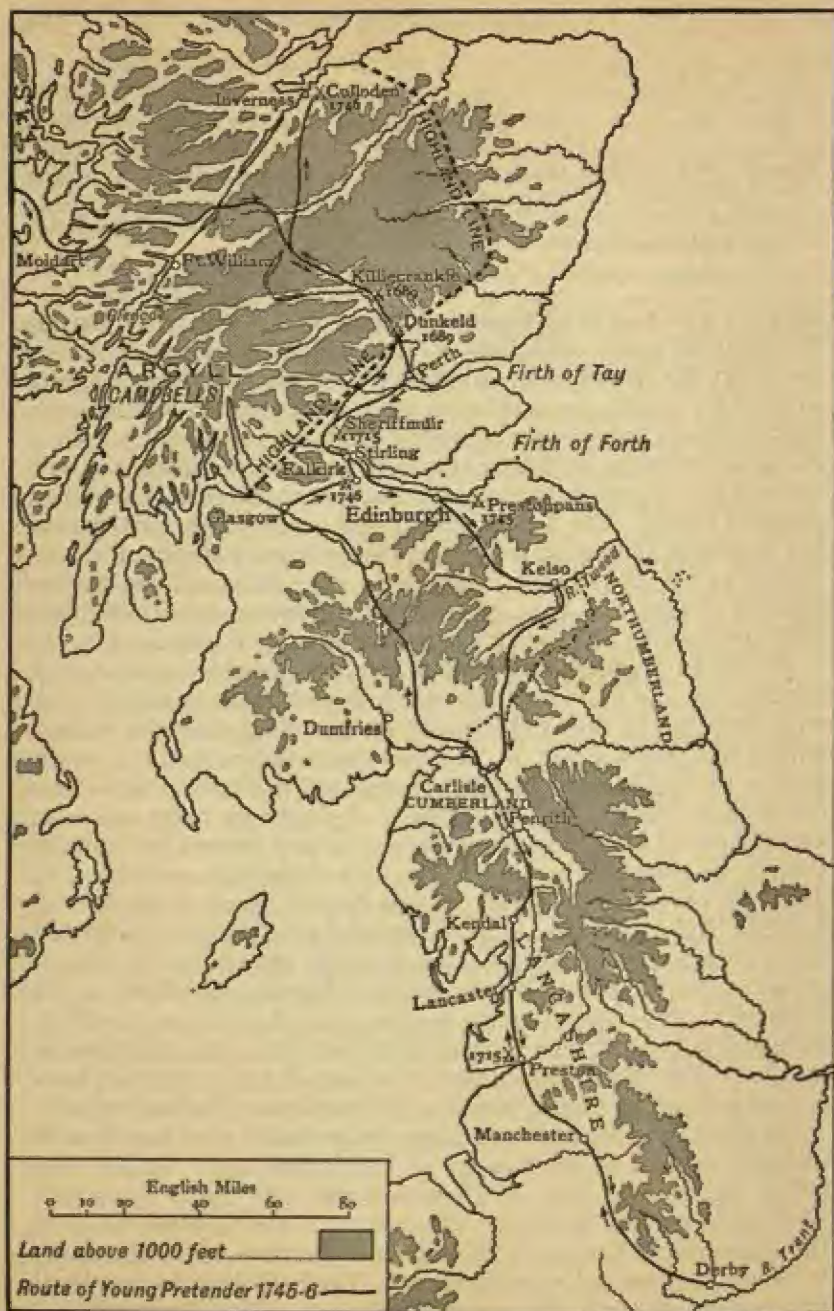 SKYE
Inverness
Culloden
1746
HIGHLAND LINE
Moidart
Ft. William
Killiecrankie
1689
Glencoe
Dunkeld
1689
ARGYLL
(CAMPBELLS)
HIGHLAND LINE
Perth
Firth of Tay
Sheriffmuir
1715
Firth of Forth
Stirling
Falkirk
1746
Glasgow
Edinburgh
Prestonpans
1745
Kelso
R. Tweed
NORTHUMBERLAND
Dumfries
Carlisle
CUMBERLAND
Penrith
Kendal
LANCASHIRE
Lancaster
1715
Preston
Manchester
Derby
R. Trent
English Miles
0 10 20 40 60 80
Land above 1000 feet
Route of Young Pretender 1745-6